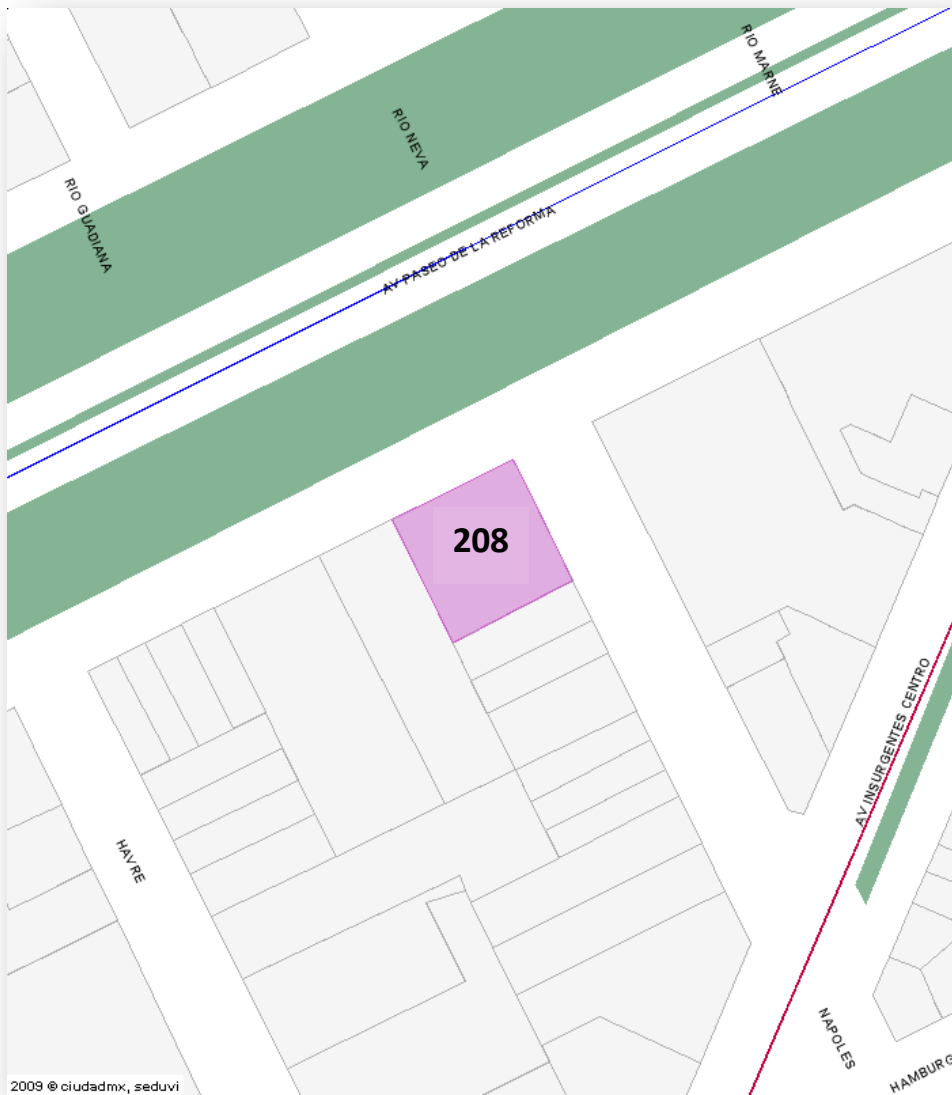 RIO MARNE
RIO NEVA
RIO GUADIANA
AV PASEO DE LA REFORMA
208
AV INSURGENTES CENTRO
HAVRE
NAPOLES
HAMBURG
2009 © ciudadmx, seduvi